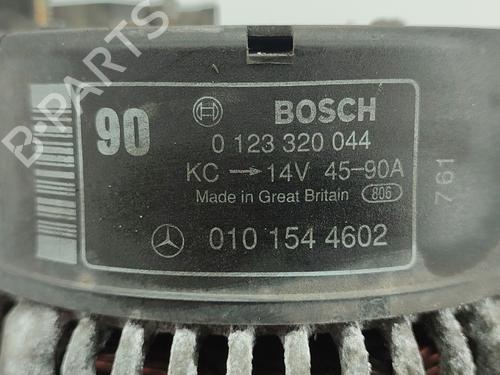 B-PARTS
90
BOSCH
0 123 320 044
KC → 14V 45-90A
Made in Great Britain 806
761
010 154 4602